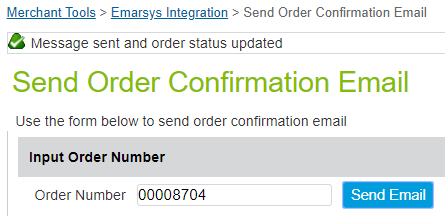 Merchant Tools > Emarsys Integration > Send Order Confirmation Email
Message sent and order status updated
Send Order Confirmation Email
Use the form below to send order confirmation email
Input Order Number
Order Number 00008704 Send Email